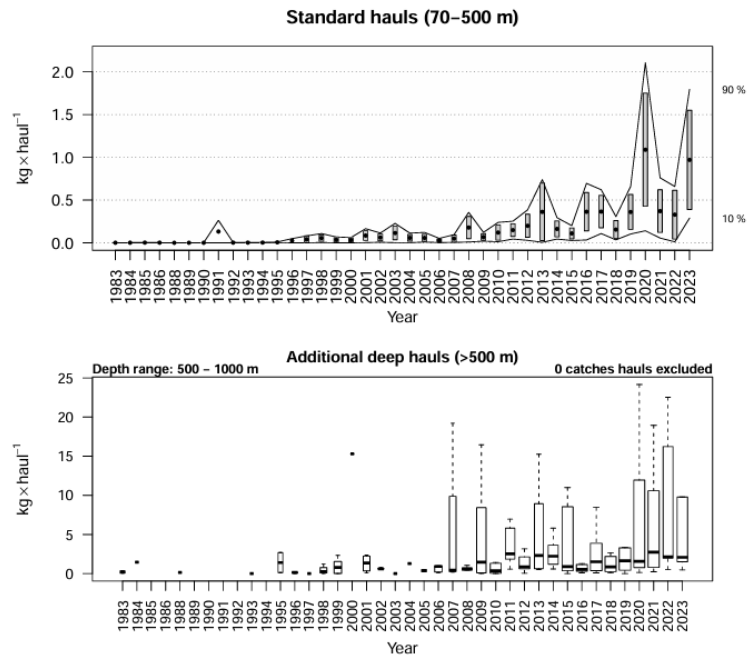 Standard hauls (70–500 m)
2.0
1.5
1.0
0.5
0.0
kg × haul⁻¹
90 %
10 %
1983 1984 1985 1986 1988 1989 1990 1991 1992 1993 1994 1995 1996 1997 1998 1999 2000 2001 2002 2003 2004 2005 2006 2007 2008 2009 2010 2011 2012 2013 2014 2015 2016 2017 2018 2019 2020 2021 2022 2023
Year
Additional deep hauls (>500 m)
Depth range: 500 – 1000 m 0 catches hauls excluded
25
20
15
10
5
0
kg × haul⁻¹
1983 1984 1985 1986 1988 1989 1990 1991 1992 1993 1994 1995 1996 1997 1998 1999 2000 2001 2002 2003 2004 2005 2006 2007 2008 2009 2010 2011 2012 2013 2014 2015 2016 2017 2018 2019 2020 2021 2022 2023
Year